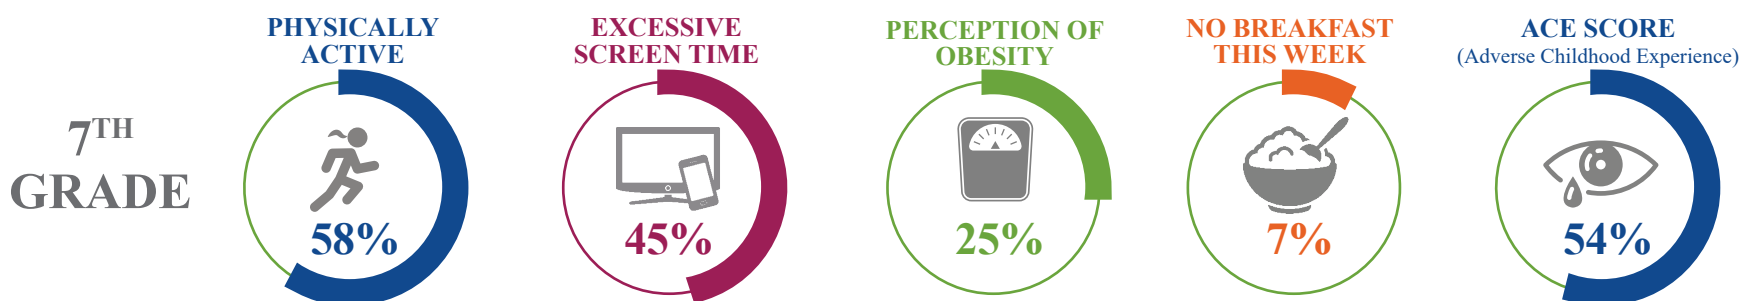 7TH
GRADE
PHYSICALLY
ACTIVE
58%
EXCESSIVE
SCREEN TIME
45%
PERCEPTION OF
OBESITY
25%
NO BREAKFAST
THIS WEEK
7%
ACE SCORE
(Adverse Childhood Experience)
54%